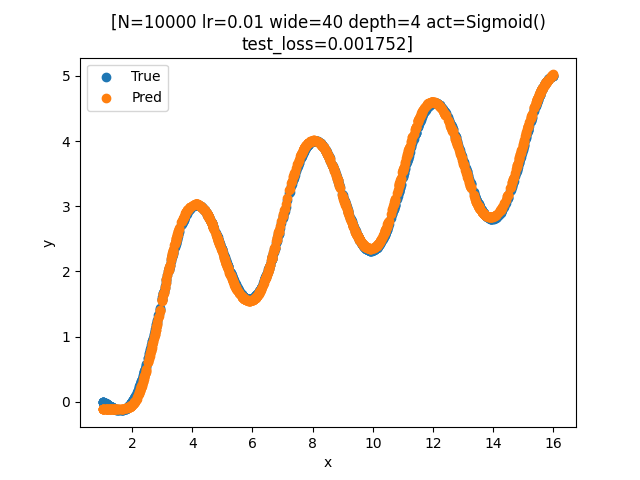 [N=10000 lr=0.01 wide=40 depth=4 act=Sigmoid()
test_loss=0.001752]
True
Pred
5
4
3
2
1
0
y
2 4 6 8 10 12 14 16
x